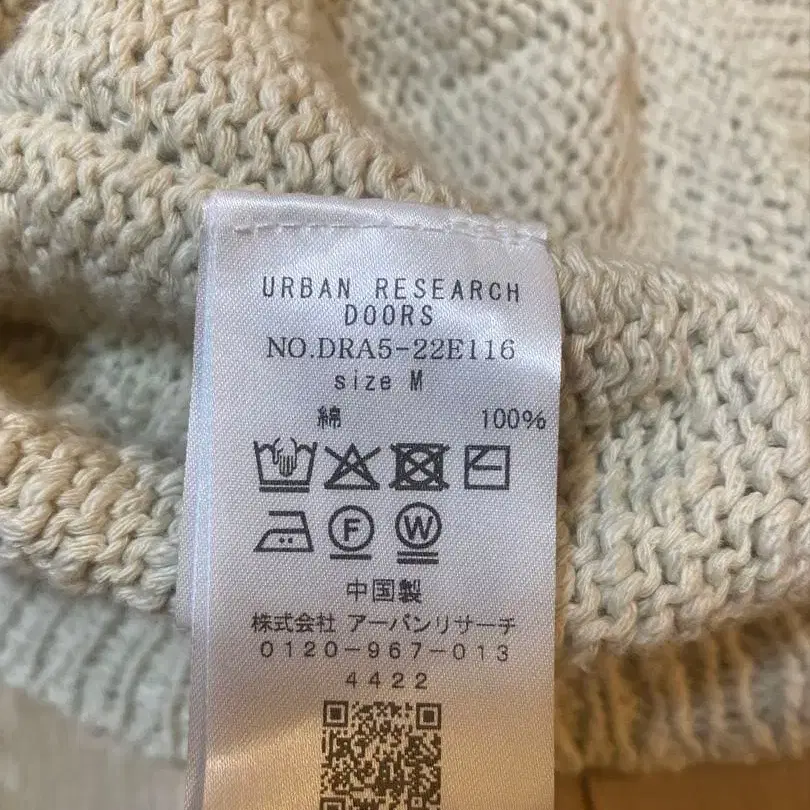 URBAN RESEARCH
DOORS
NO.DRA5-22E116
size M
綿 100%
F W
中国製
株式会社 アーバンリサーチ
0120-967-013
4422